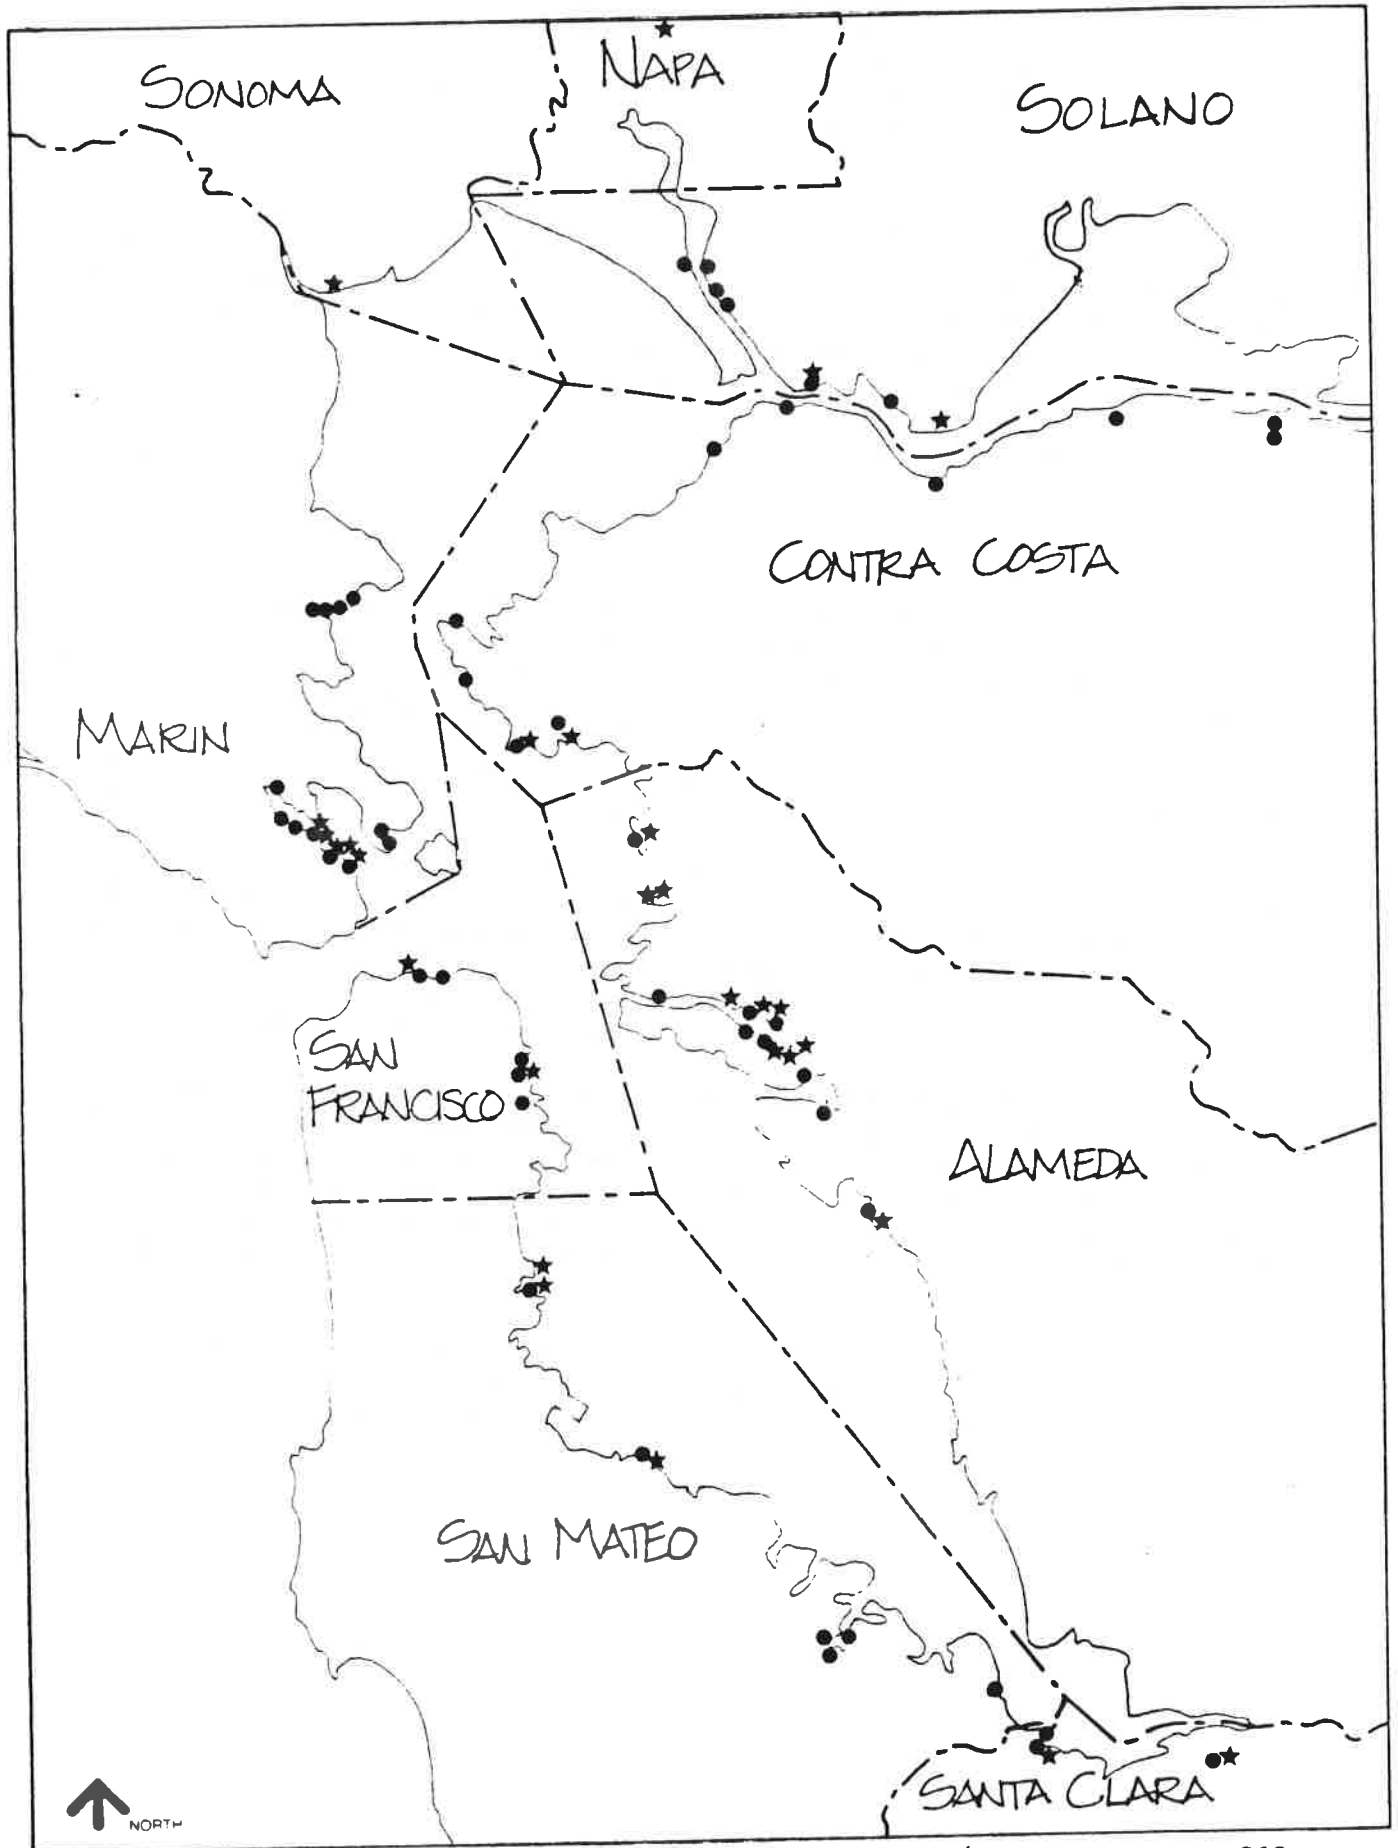 NAPA
SONOMA
SOLANO
CONTRA COSTA
MARIN
SAN
FRANCISCO
ALAMEDA
SAN MATEO
SANTA CLARA
NORTH